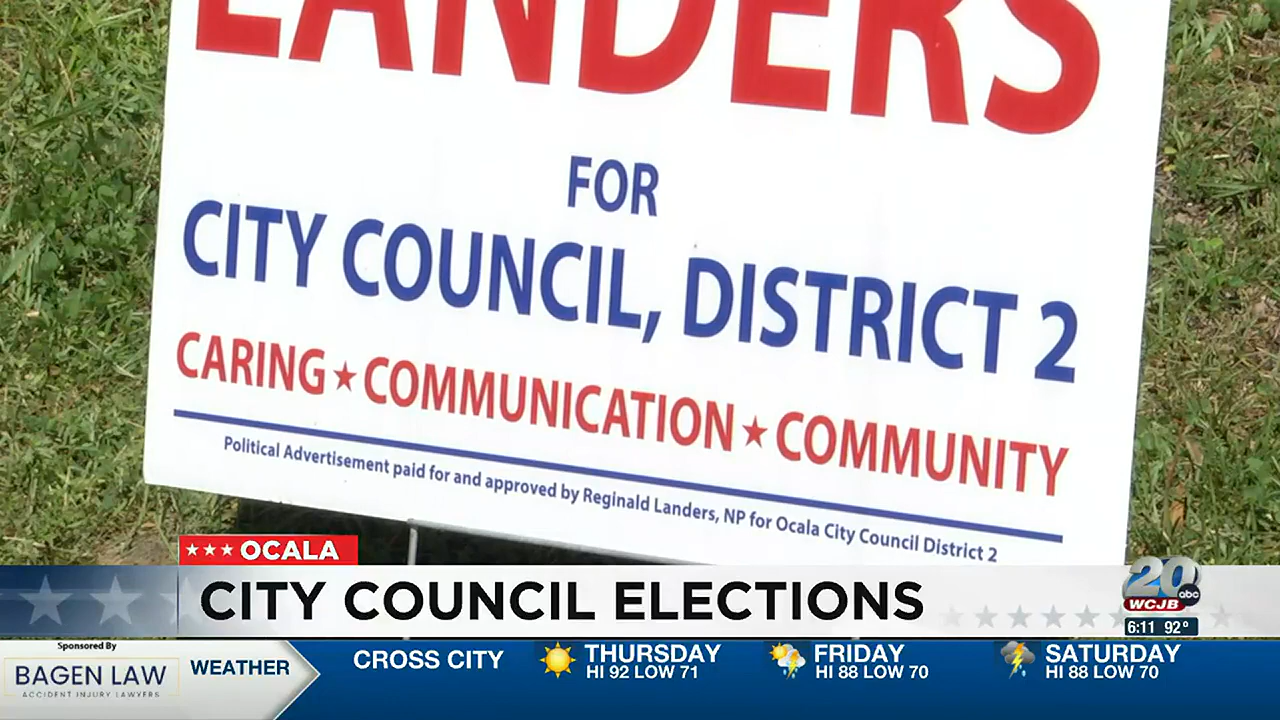 LANDERS
FOR
CITY COUNCIL, DISTRICT 2
CARING ★ COMMUNICATION ★ COMMUNITY
Political Advertisement paid for and approved by Reginald Landers, NP for Ocala City Council District 2
★★★ OCALA
CITY COUNCIL ELECTIONS
20
abc
WCJB
6:11 92°
Sponsored By
BAGEN LAW
ACCIDENT INJURY LAWYERS
WEATHER
CROSS CITY
THURSDAY
HI 92 LOW 71
FRIDAY
HI 88 LOW 70
SATURDAY
HI 88 LOW 70